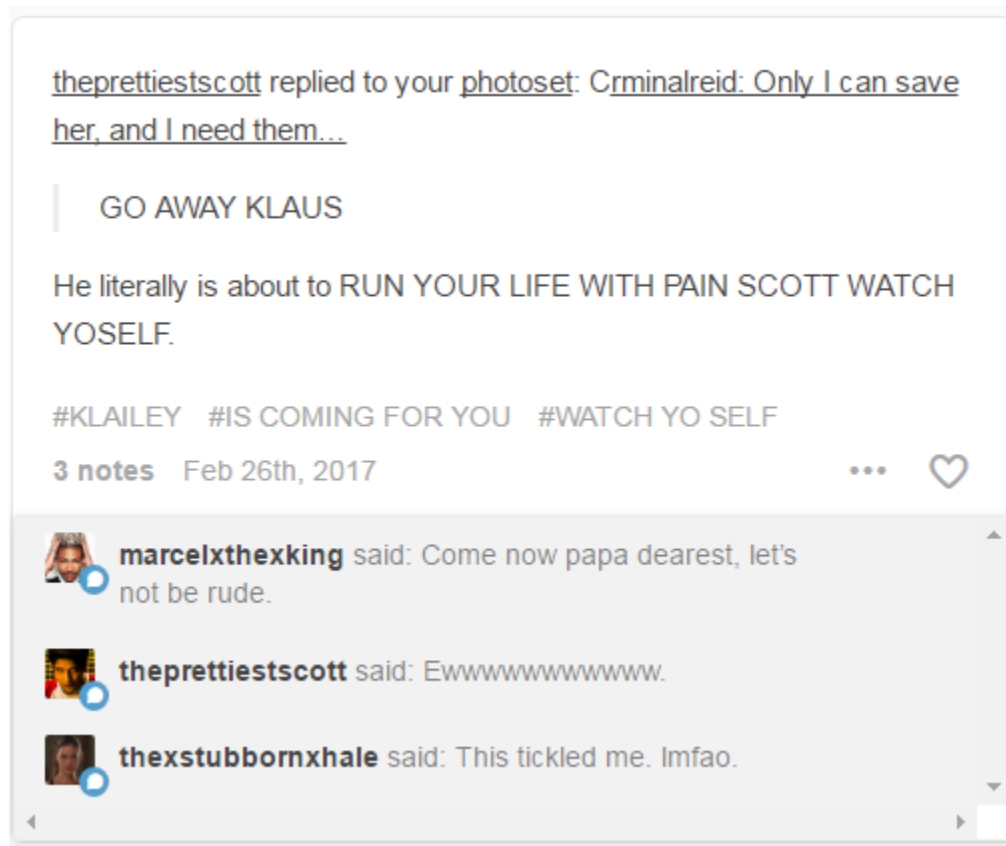 theprettiestscott replied to your photoset: Crminalreid: Only I can save
her, and I need them...
GO AWAY KLAUS
He literally is about to RUN YOUR LIFE WITH PAIN SCOTT WATCH
YOSELF.
#KLAILEY #IS COMING FOR YOU #WATCH YO SELF
3 notes Feb 26th, 2017
marcelxthexking said: Come now papa dearest, let's
not be rude.
theprettiestscott said: Ewwwwwwwwwww.
thexstubbornxhale said: This tickled me. lmfao.